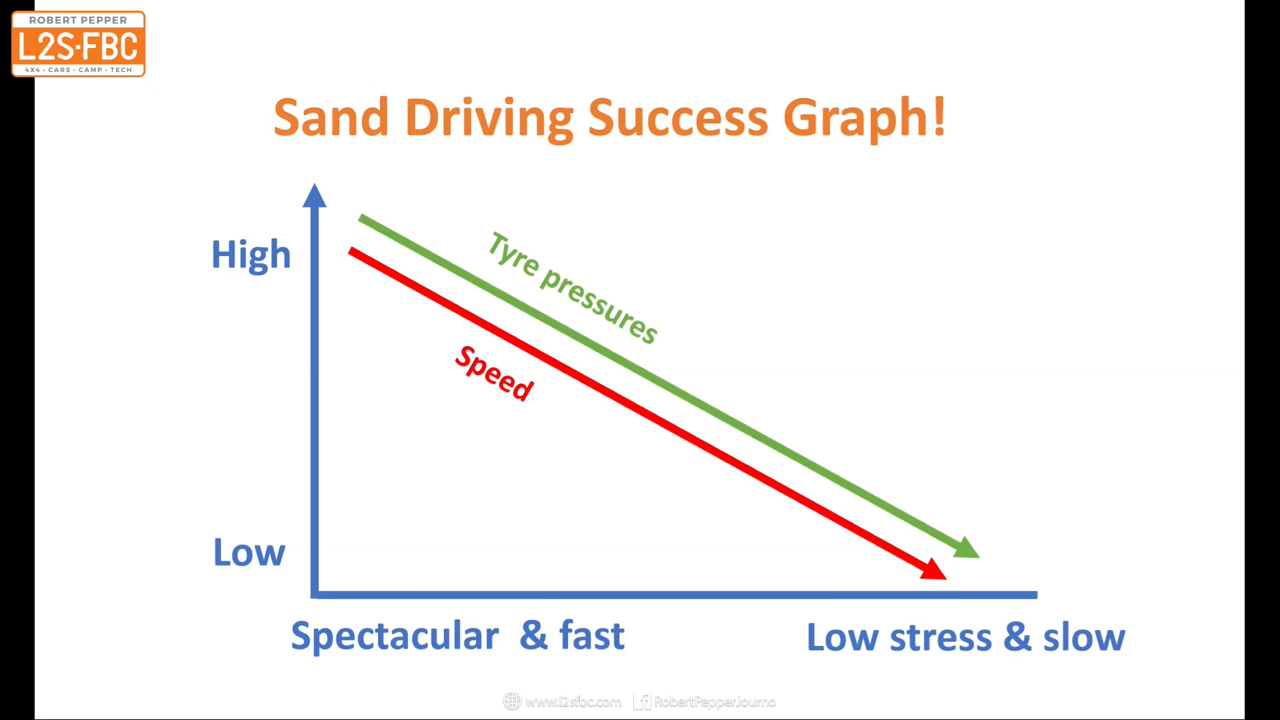 ROBERT PEPPER
L2S·FBC
4X4 • CARS • CAMP • TECH
Sand Driving Success Graph!
High
Tyre pressures
Speed
Low
Spectacular & fast
Low stress & slow
www.l2sfbc.com RobertPepperJourno